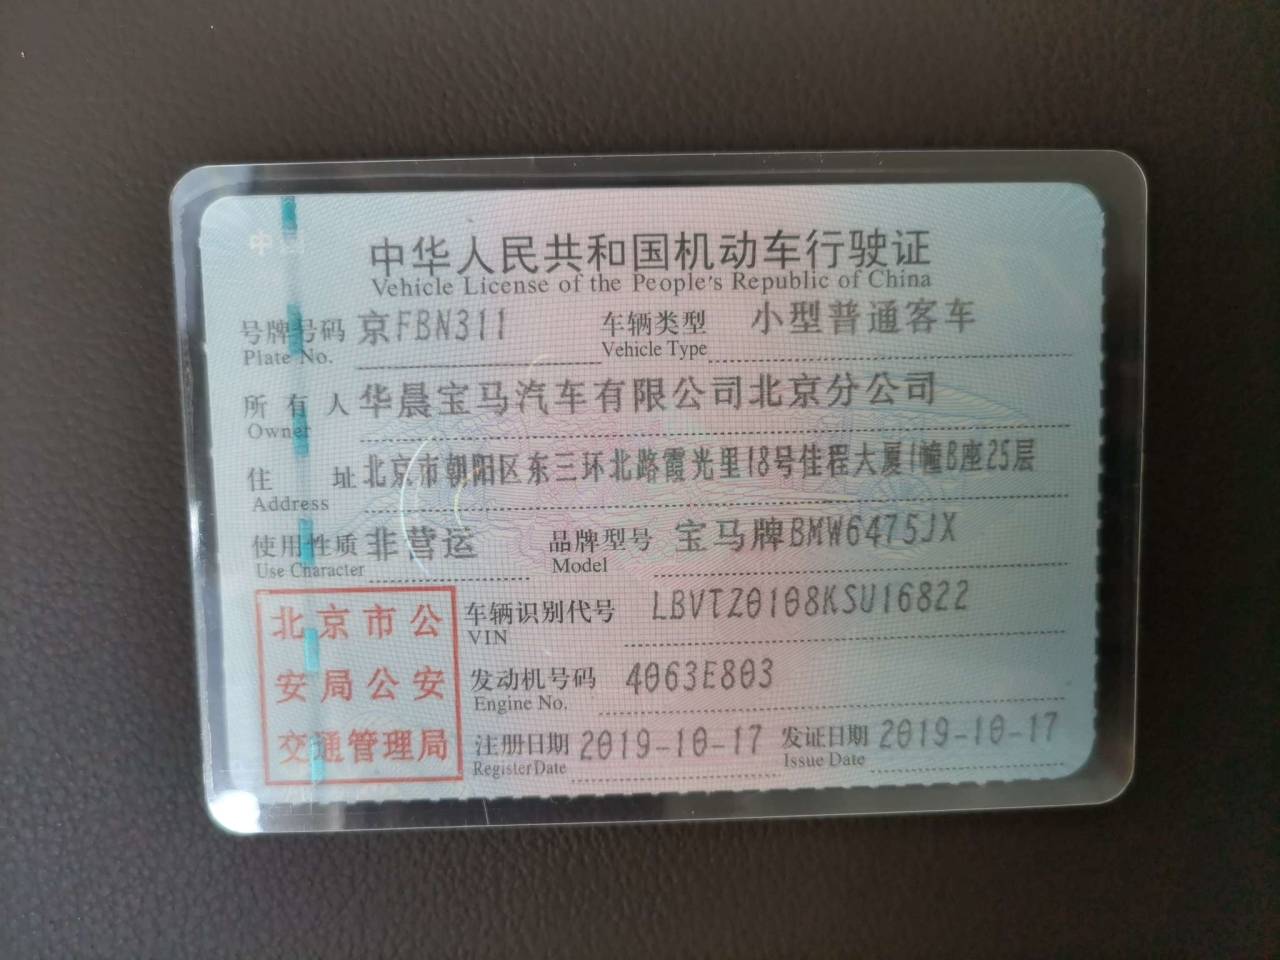 中华人民共和国机动车行驶证
Vehicle License of the People's Republic of China
号牌号码 京FBN311 车辆类型 小型普通客车
Plate No. Vehicle Type
所有人 华晨宝马汽车有限公司北京分公司
Owner
住址 北京市朝阳区东三环北路霞光里18号佳程大厦1幢B座25层
Address
使用性质 非营运 品牌型号 宝马牌BMW6475JX
Use Character Model
北京市公
安局公安
交通管理局
车辆识别代号 LBVTZ0108KSU16822
VIN
发动机号码 4063E803
Engine No.
注册日期 2019-10-17 发证日期 2019-10-17
Register Date Issue Date